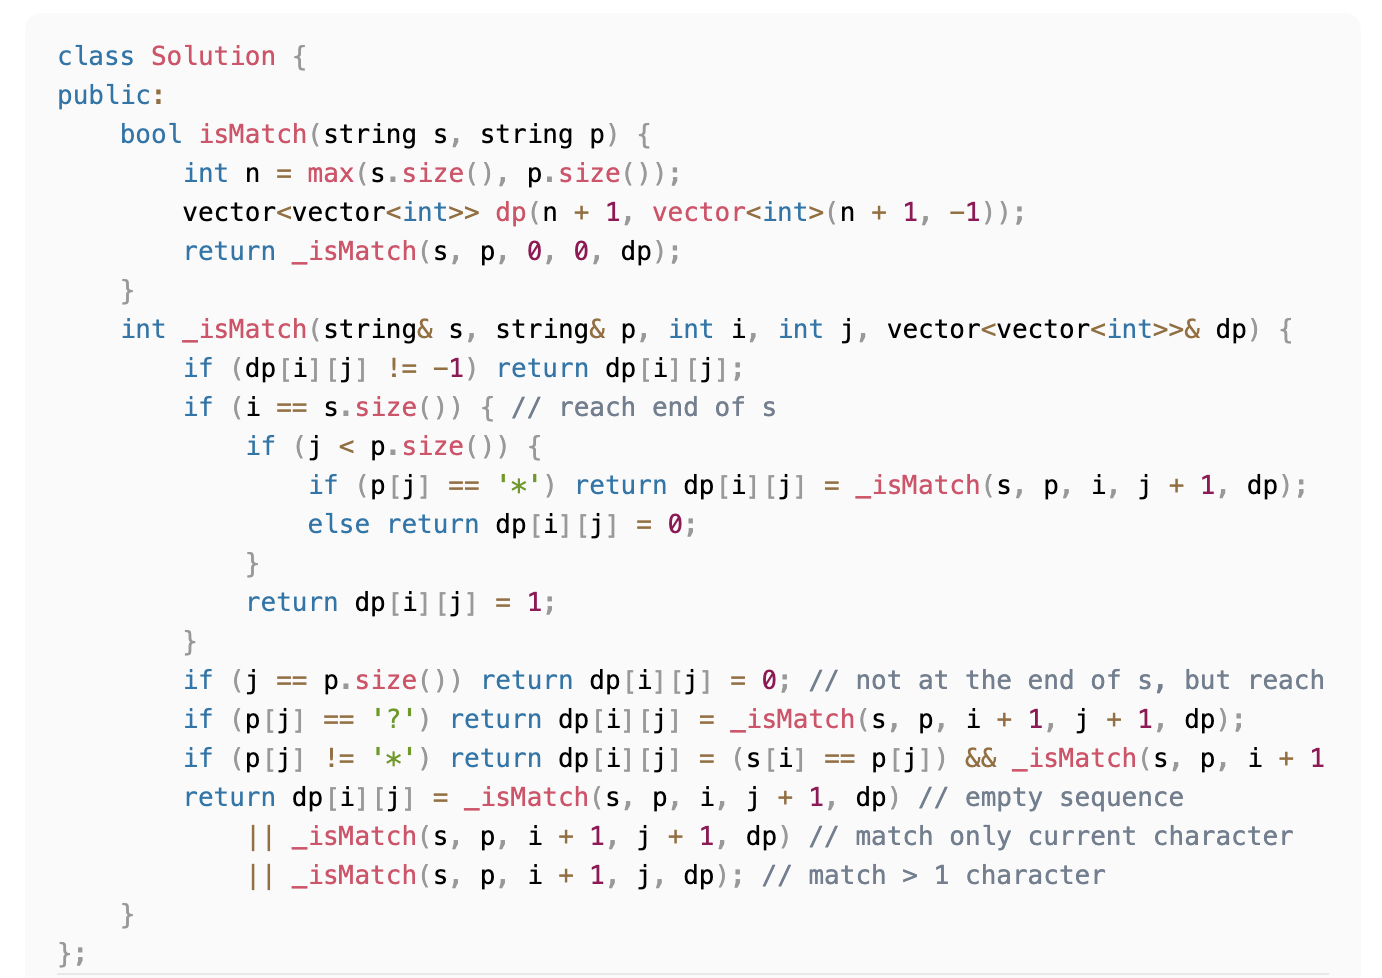 class Solution {
public:
    bool isMatch(string s, string p) {
        int n = max(s.size(), p.size());
        vector<vector<int>> dp(n + 1, vector<int>(n + 1, -1));
        return _isMatch(s, p, 0, 0, dp);
    }
    int _isMatch(string& s, string& p, int i, int j, vector<vector<int>>& dp) {
        if (dp[i][j] != -1) return dp[i][j];
        if (i == s.size()) { // reach end of s
            if (j < p.size()) {
                if (p[j] == '*') return dp[i][j] = _isMatch(s, p, i, j + 1, dp);
                else return dp[i][j] = 0;
            }
            return dp[i][j] = 1;
        }
        if (j == p.size()) return dp[i][j] = 0; // not at the end of s, but reach
        if (p[j] == '?') return dp[i][j] = _isMatch(s, p, i + 1, j + 1, dp);
        if (p[j] != '*') return dp[i][j] = (s[i] == p[j]) && _isMatch(s, p, i + 1
        return dp[i][j] = _isMatch(s, p, i, j + 1, dp) // empty sequence
            || _isMatch(s, p, i + 1, j + 1, dp) // match only current character
            || _isMatch(s, p, i + 1, j, dp); // match > 1 character
    }
};